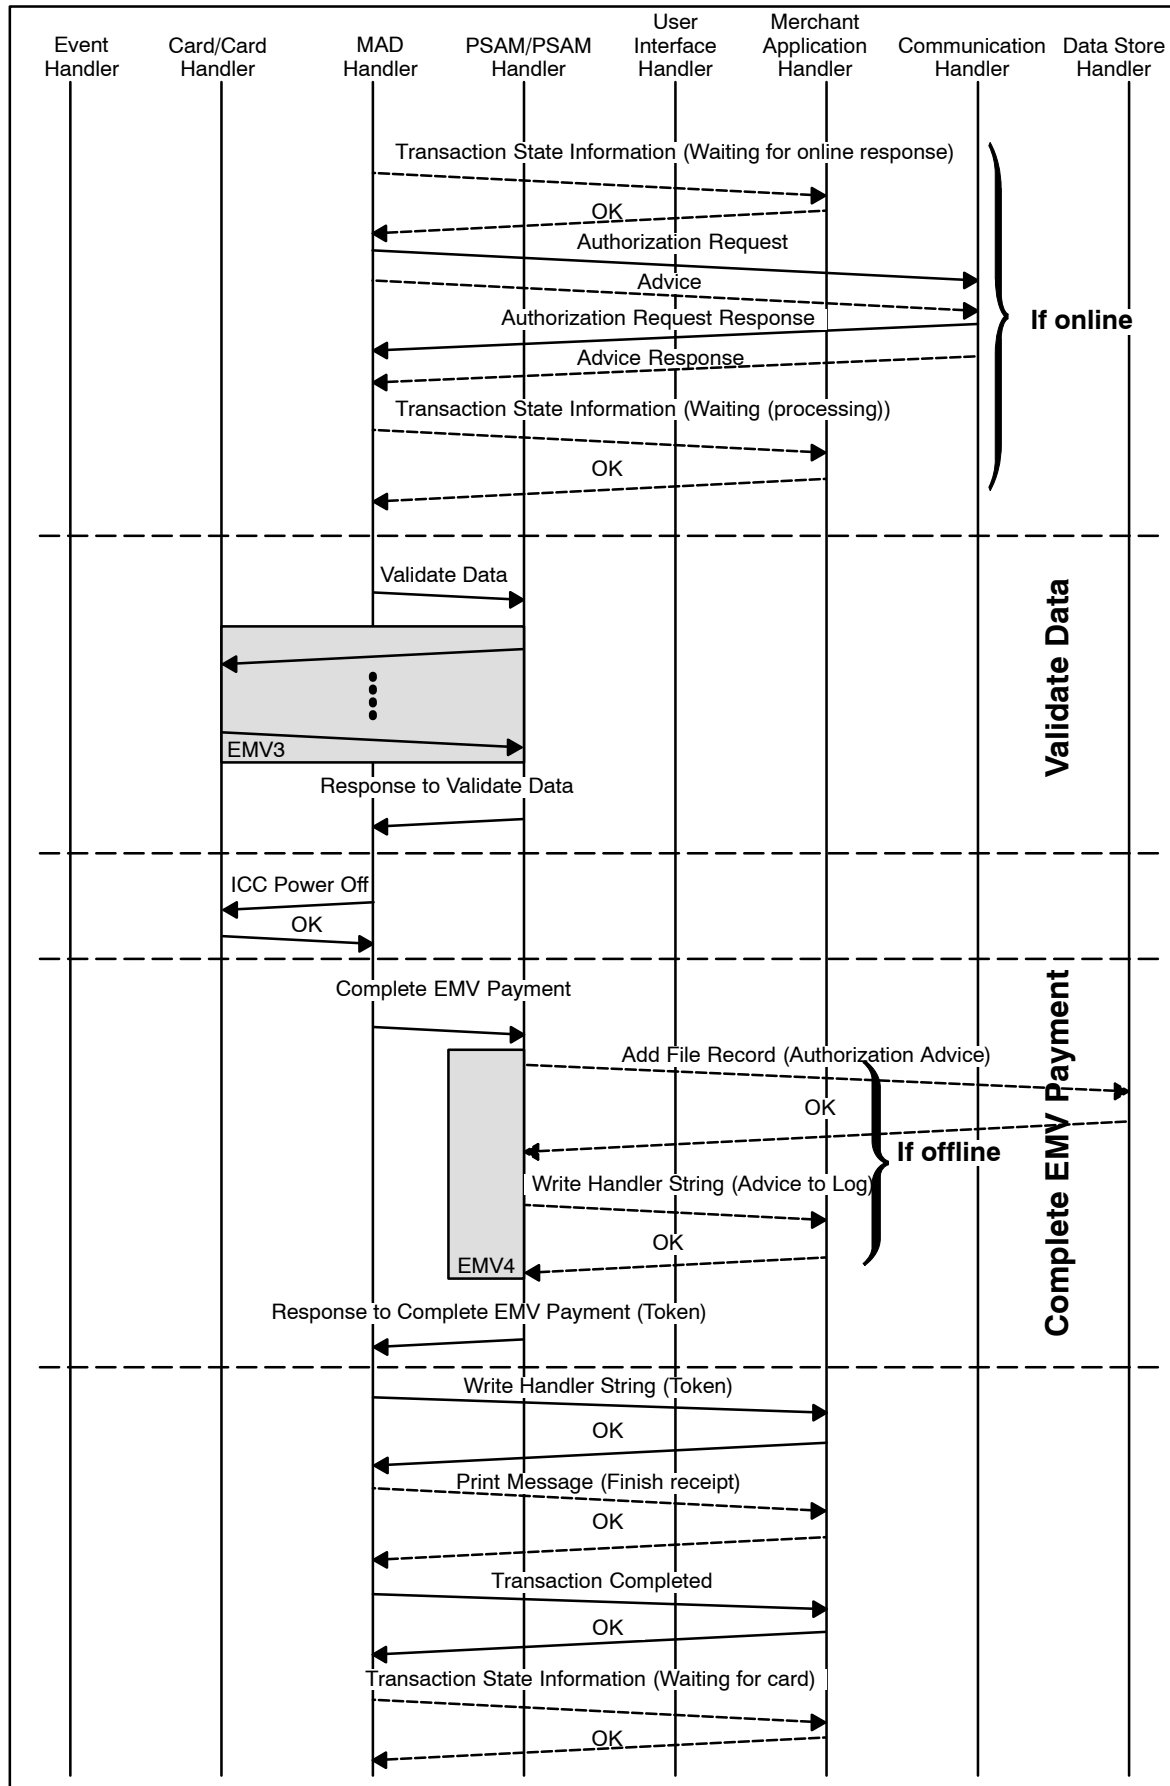 Event
Handler
Card/Card
Handler
MAD
Handler
PSAM/PSAM
Handler
User
Interface
Handler
Merchant
Application
Handler
Communication
Handler
Data Store
Handler
Transaction State Information (Waiting for online response)
OK
Authorization Request
Advice
Authorization Request Response
If online
Advice Response
Transaction State Information (Waiting (processing))
OK
Validate Data
Validate Data
EMV3
Response to Validate Data
ICC Power Off
OK
Complete EMV Payment
Complete EMV Payment
Add File Record (Authorization Advice)
OK
If offline
Write Handler String (Advice to Log)
OK
EMV4
Response to Complete EMV Payment (Token)
Write Handler String (Token)
OK
Print Message (Finish receipt)
OK
Transaction Completed
OK
Transaction State Information (Waiting for card)
OK